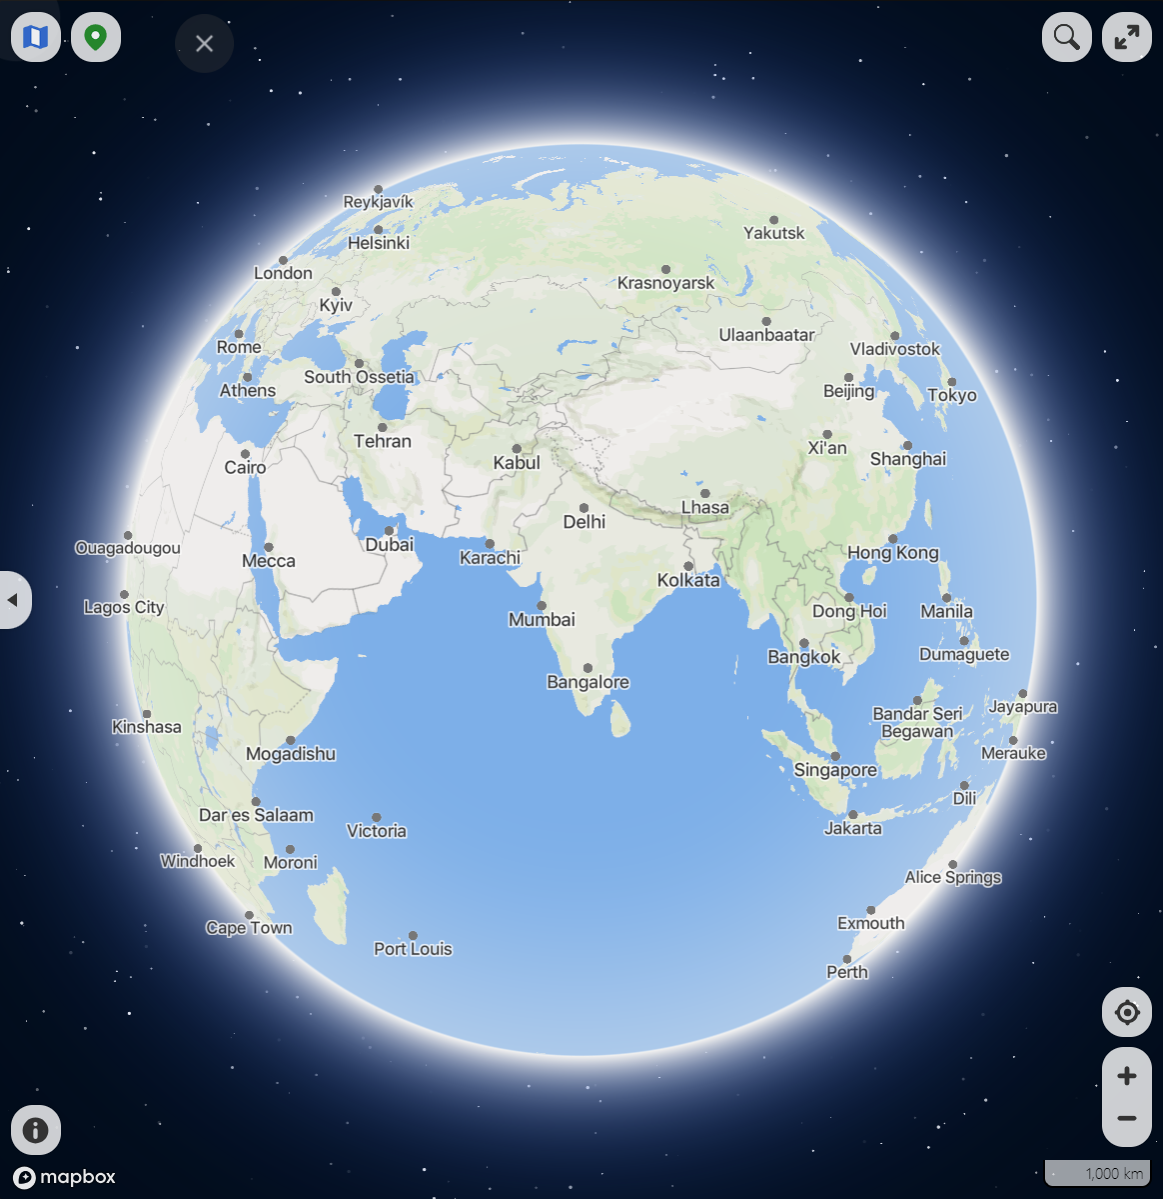 Reykjavík
Yakutsk
Helsinki
London
Krasnoyarsk
Kyiv
Ulaanbaatar
Rome
Vladivostok
South Ossetia
Athens
Beijing
Tokyo
Tehran
Xi'an
Shanghai
Kabul
Cairo
Lhasa
Delhi
Dubai
Ouagadougou
Hong Kong
Karachi
Mecca
Kolkata
Lagos City
Dong Hoi
Manila
Mumbai
Dumaguete
Bangkok
Bangalore
Jayapura
Bandar Seri
Begawan
Kinshasa
Mogadishu
Merauke
Singapore
Dili
Dar es Salaam
Jakarta
Victoria
Windhoek
Moroni
Alice Springs
Exmouth
Cape Town
Port Louis
Perth
1,000 km
mapbox